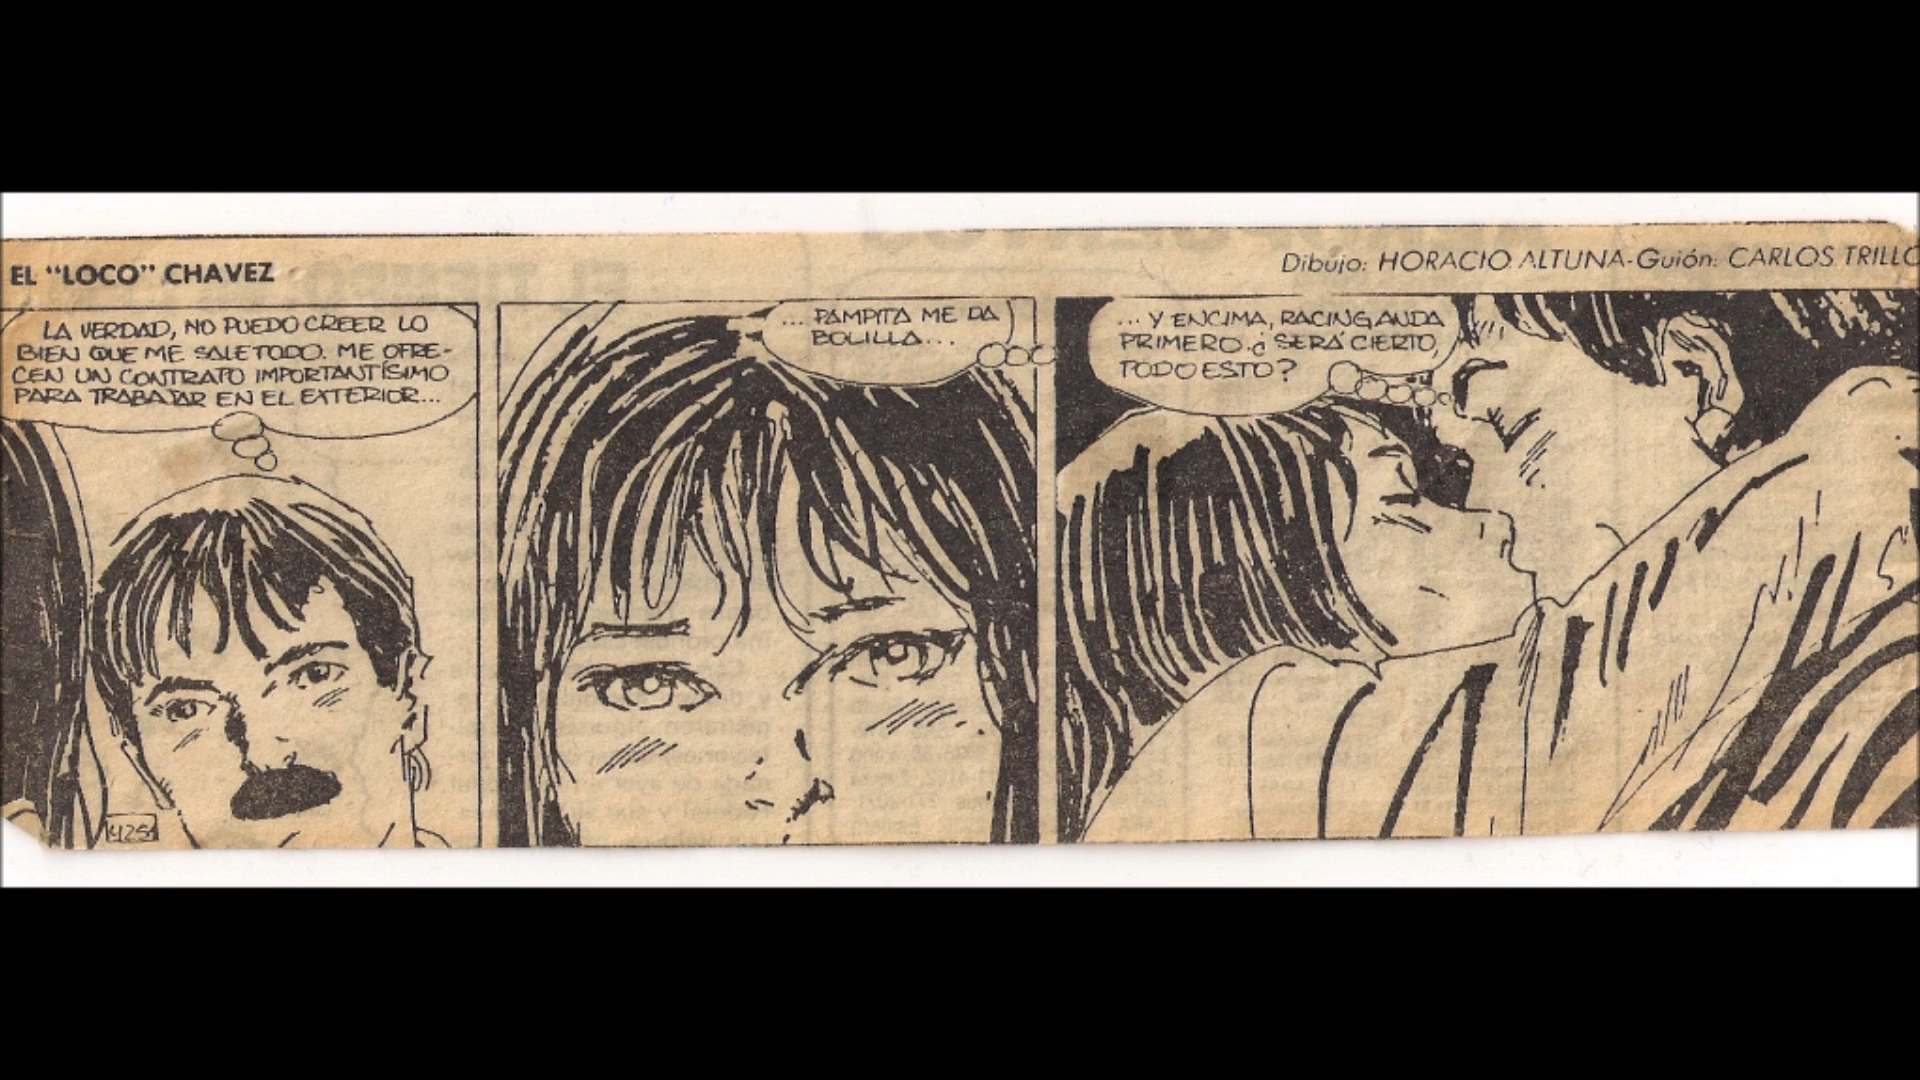 EL "LOCO" CHAVEZ
Dibujo: HORACIO ALTUNA-Guión: CARLOS TRILLO
LA VERDAD, NO PUEDO CREER LO
BIEN QUE ME SALE TODO. ME OFRE-
CEN UN CONTRATO IMPORTANTÍSIMO
PARA TRABAJAR EN EL EXTERIOR...
... PAMPITA ME DA
BOLILLA...
... Y ENCIMA, RACING ANDA
PRIMERO. ¿ SERÁ CIERTO,
TODO ESTO?